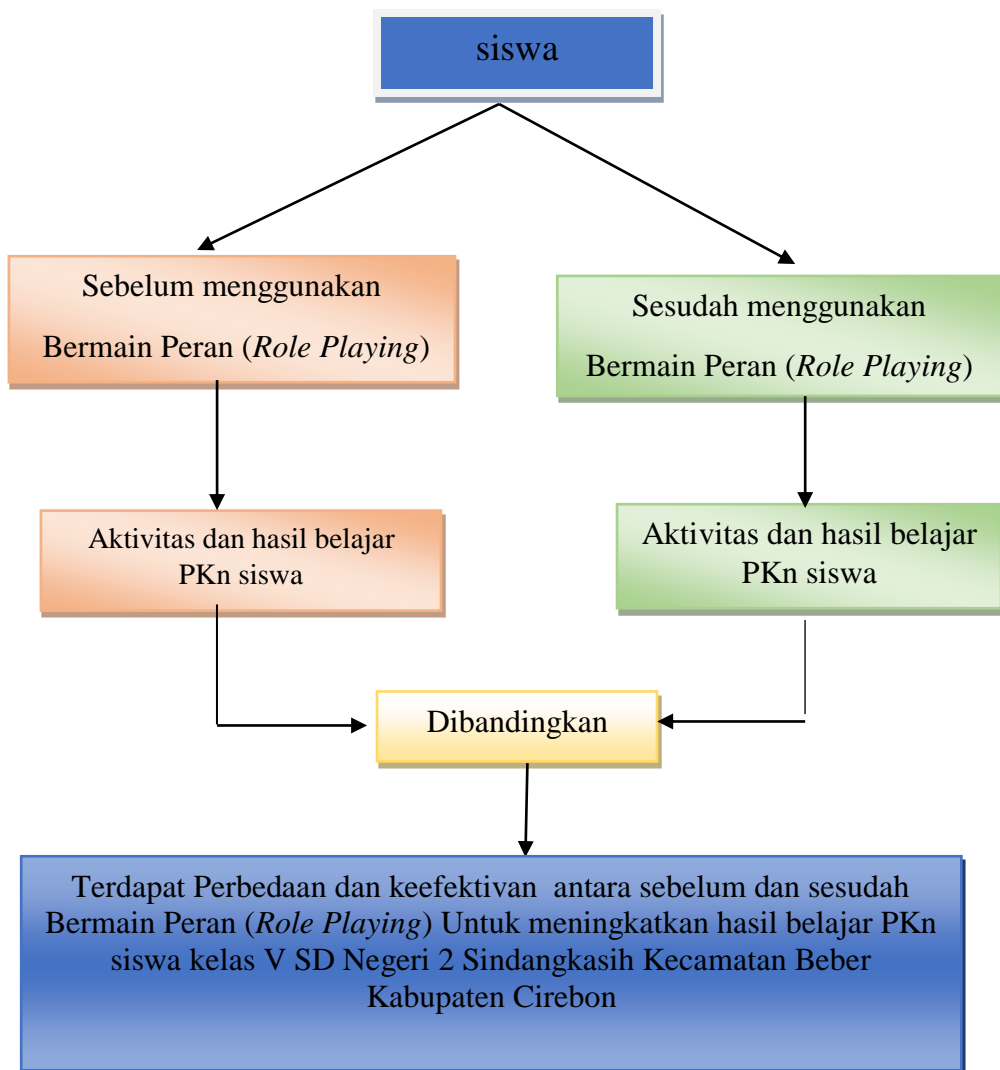 siswa
Sebelum menggunakan
Bermain Peran (Role Playing)
Sesudah menggunakan
Bermain Peran (Role Playing)
Aktivitas dan hasil belajar
PKn siswa
Aktivitas dan hasil belajar
PKn siswa
Dibandingkan
Terdapat Perbedaan dan keefektivan antara sebelum dan sesudah
Bermain Peran (Role Playing) Untuk meningkatkan hasil belajar PKn
siswa kelas V SD Negeri 2 Sindangkasih Kecamatan Beber
Kabupaten Cirebon